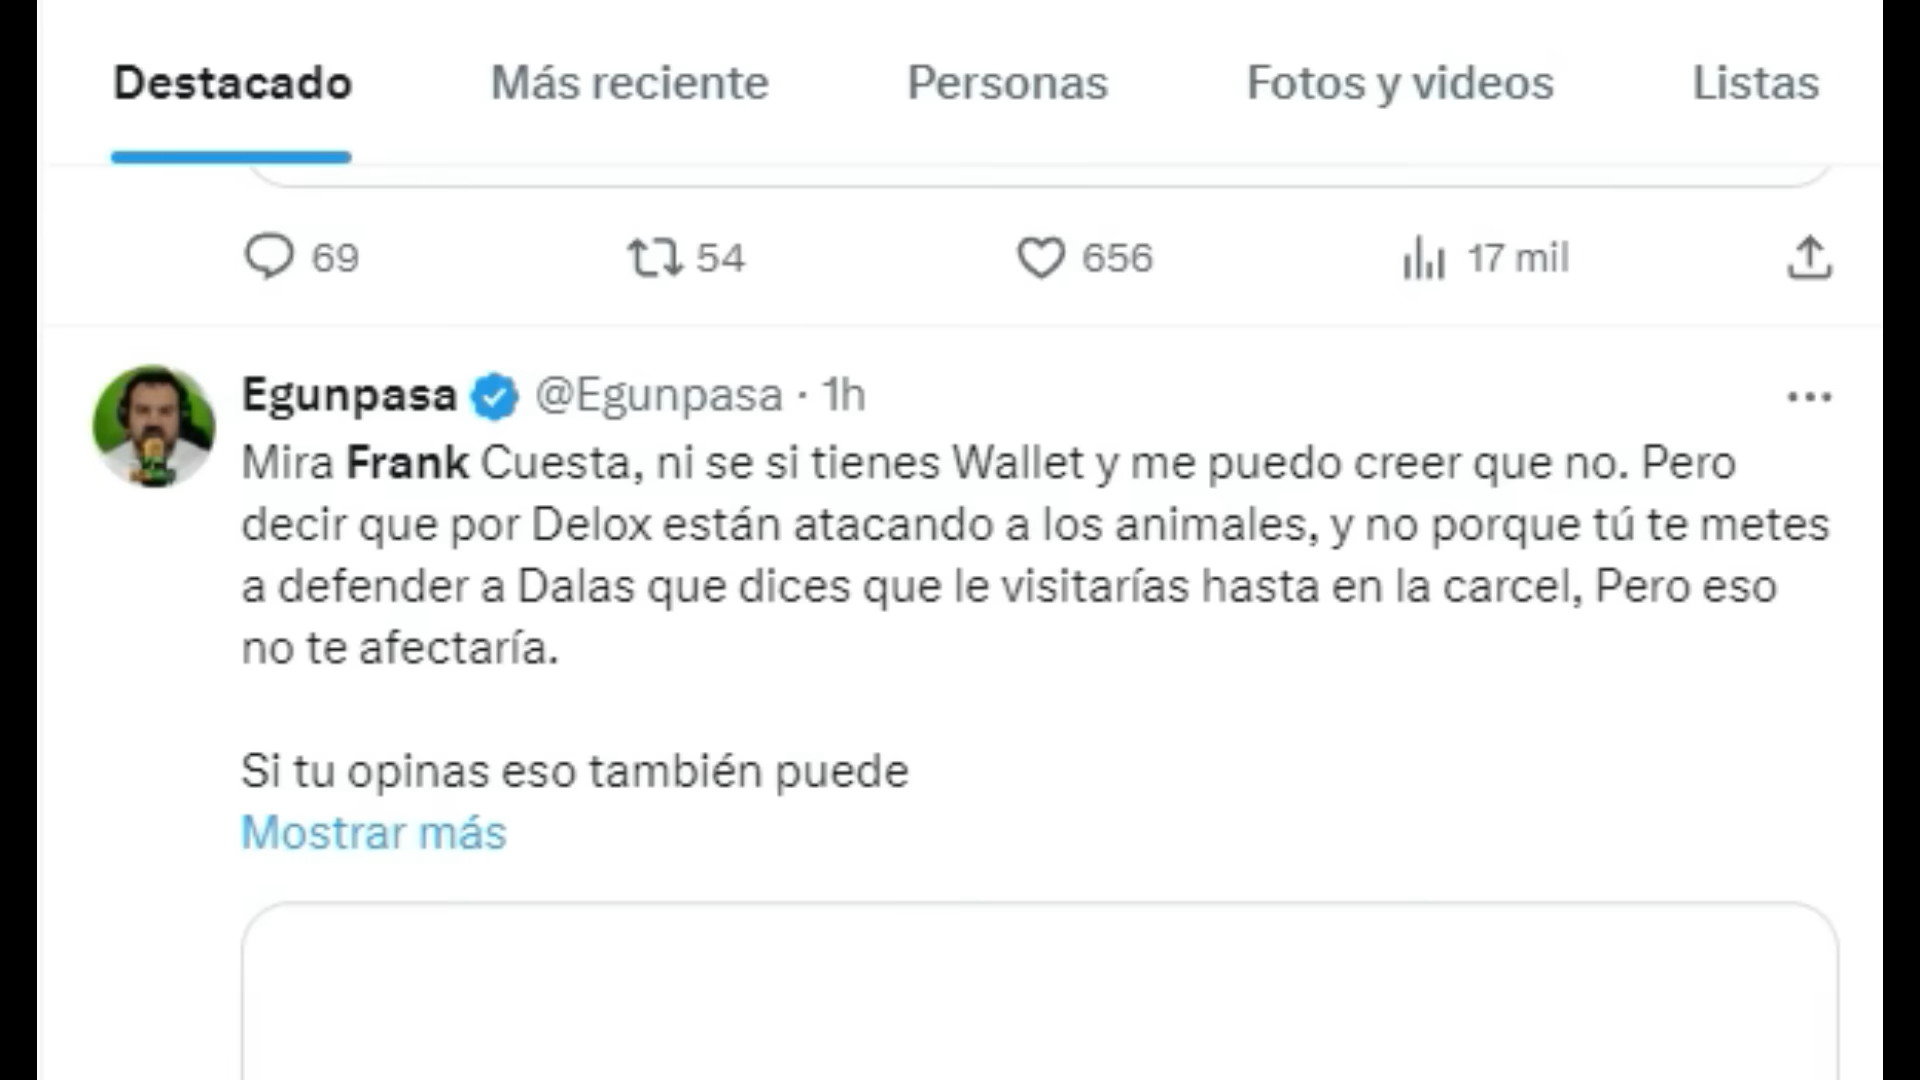 Destacado Más reciente Personas Fotos y videos Listas
69 54 656 17 mil
Egunpasa @Egunpasa · 1h
Mira Frank Cuesta, ni se si tienes Wallet y me puedo creer que no. Pero
decir que por Delox están atacando a los animales, y no porque tú te metes
a defender a Dalas que dices que le visitarías hasta en la carcel, Pero eso
no te afectaría.
Si tu opinas eso también puede
Mostrar más